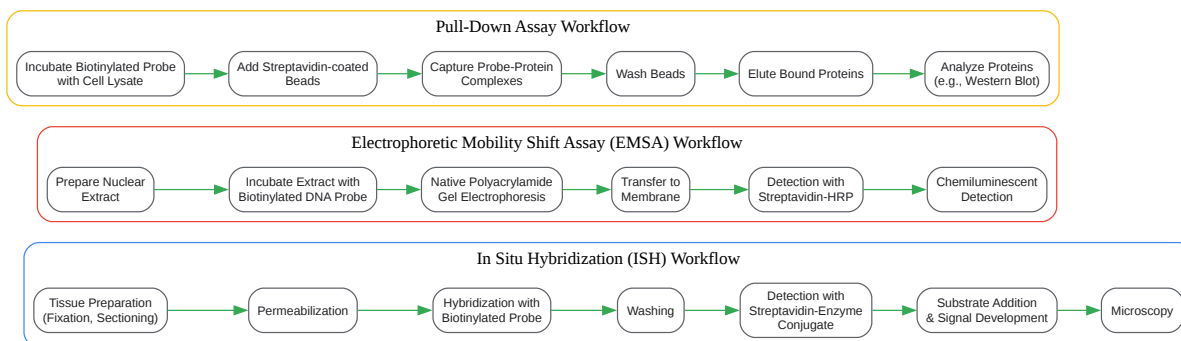 Pull-Down Assay Workflow
Incubate Biotinylated Probe
with Cell Lysate
Add Streptavidin-coated
Beads
Capture Probe-Protein
Complexes
Wash Beads
Elute Bound Proteins
Analyze Proteins
(e.g., Western Blot)
Electrophoretic Mobility Shift Assay (EMSA) Workflow
Prepare Nuclear
Extract
Incubate Extract with
Biotinylated DNA Probe
Native Polyacrylamide
Gel Electrophoresis
Transfer to
Membrane
Detection with
Streptavidin-HRP
Chemiluminescent
Detection
In Situ Hybridization (ISH) Workflow
Tissue Preparation
(Fixation, Sectioning)
Permeabilization
Hybridization with
Biotinylated Probe
Washing
Detection with
Streptavidin-Enzyme
Conjugate
Substrate Addition
& Signal Development
Microscopy